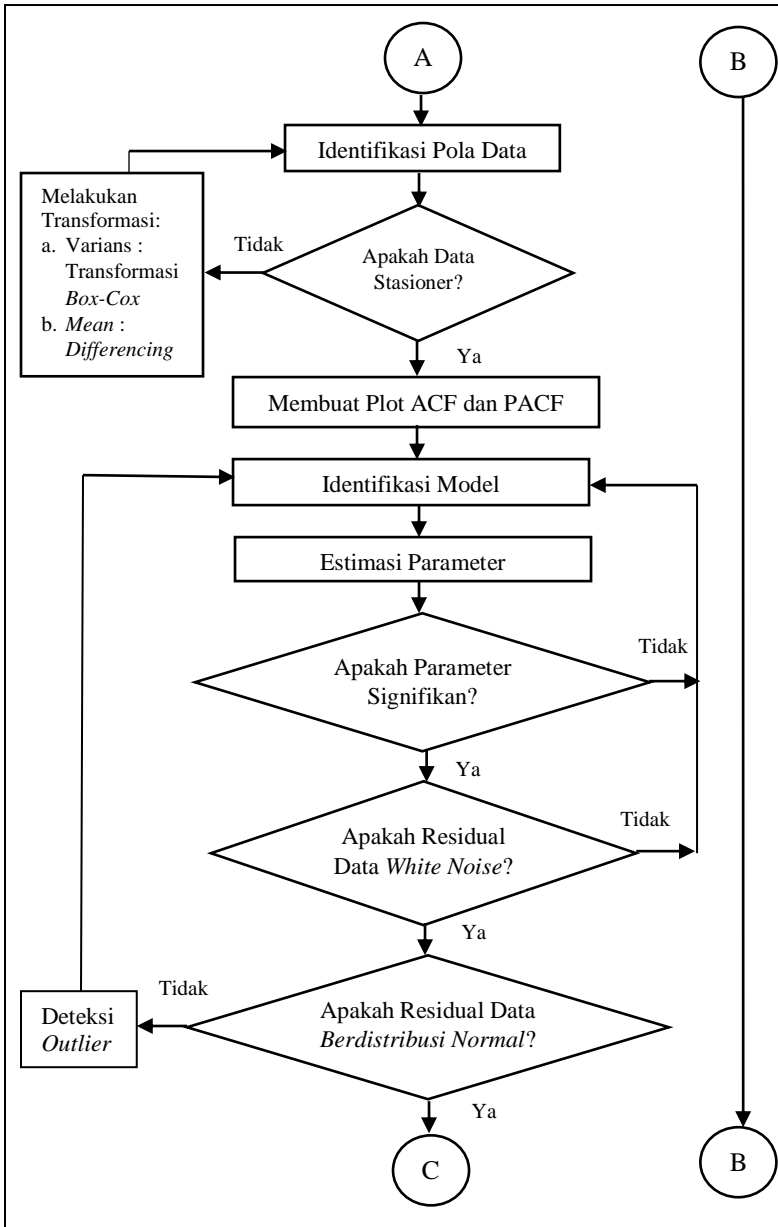 A
B
Identifikasi Pola Data
Melakukan
Transformasi:
a. Varians :
Transformasi
Box-Cox
b. Mean :
Differencing
Tidak
Apakah Data
Stasioner?
Ya
Membuat Plot ACF dan PACF
Identifikasi Model
Estimasi Parameter
Apakah Parameter
Signifikan?
Tidak
Ya
Apakah Residual
Data White Noise?
Tidak
Ya
Tidak
Deteksi
Outlier
Apakah Residual Data
Berdistribusi Normal?
Ya
C
B